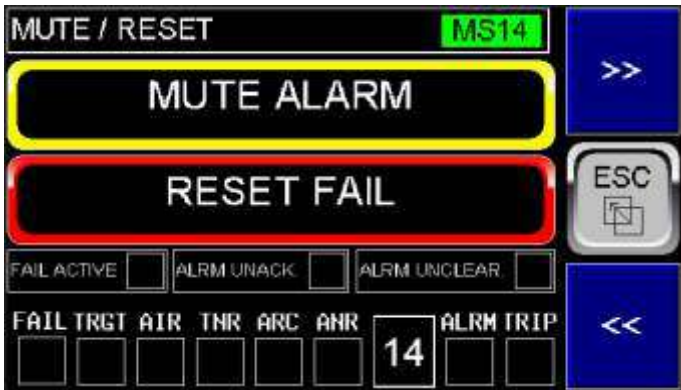 MUTE / RESET MS14
>>
MUTE ALARM
RESET FAIL
ESC
FAIL ACTIVE ALRM UNACK ALRM UNCLEAR
FAIL TRGT AIR TNR ARC ANR 14 ALRM TRIP
<<